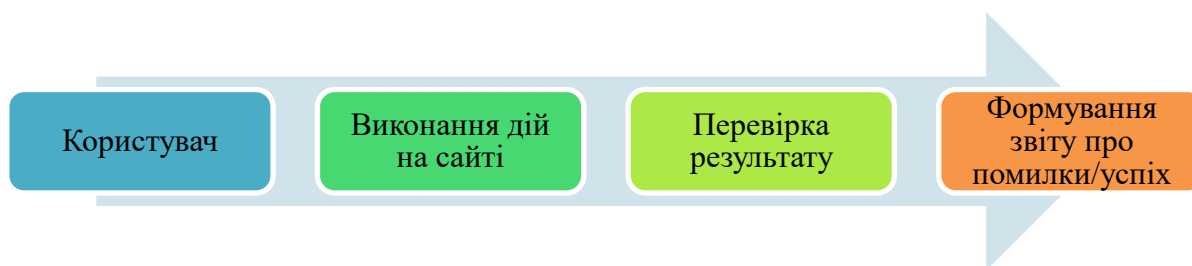 Користувач
Виконання дій
на сайті
Перевірка
результату
Формування
звіту про
помилки/успіх